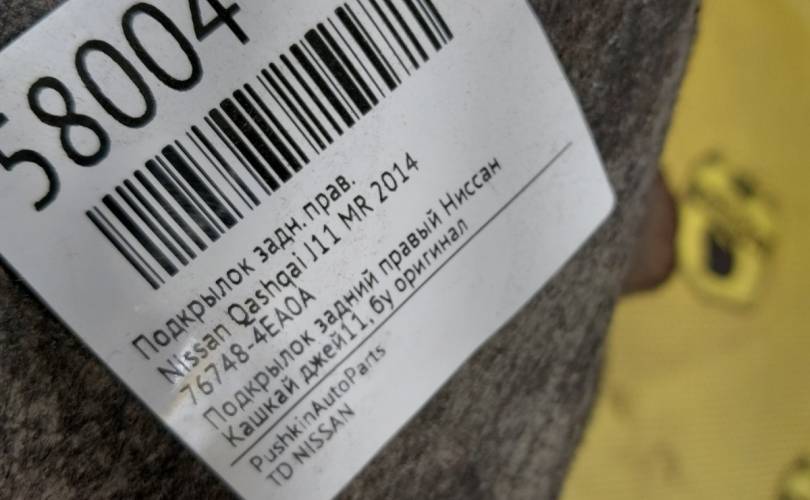 58004
Подкрылок задн. прав.
Nissan Qashqai J11 MR 2014
76748-4EA0A
Подкрылок задний правый Ниссан
Кашкай джей11, бу оригинал
PushkinAutoParts
TD NISSAN